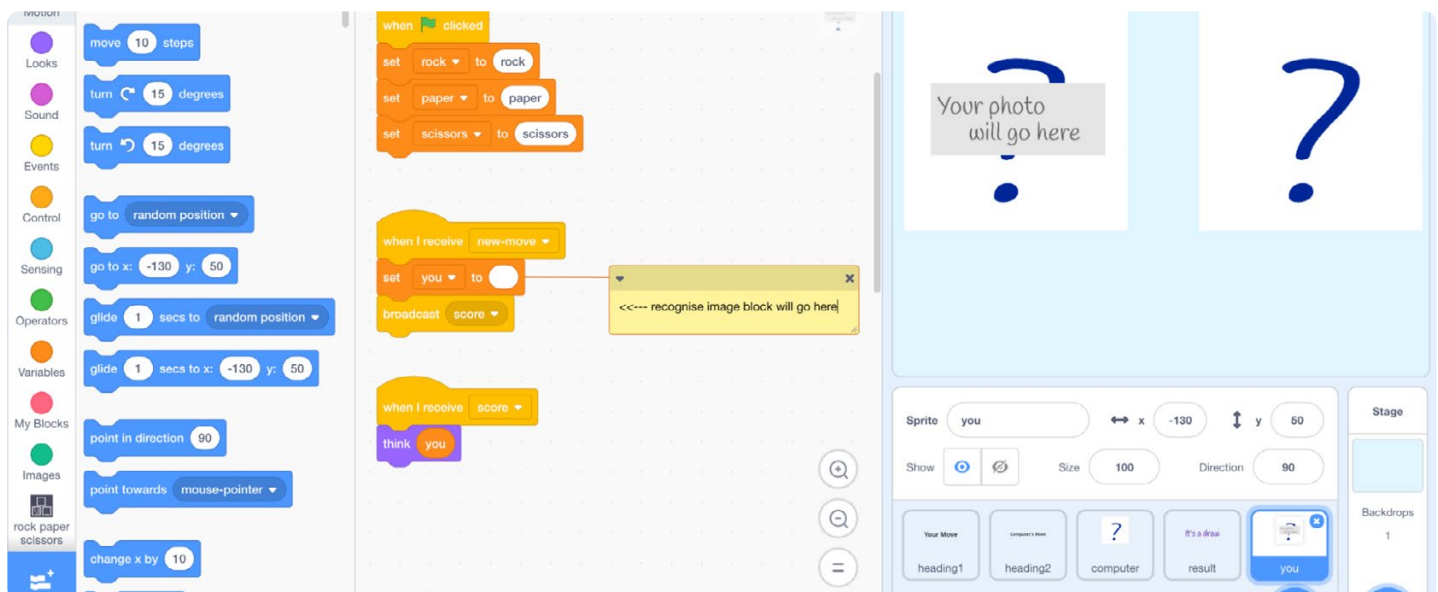 Motion
Looks
Sound
Events
Control
Sensing
Operators
Variables
My Blocks
Images
rock paper
scissors
move 10 steps
turn 15 degrees
turn 15 degrees
go to random position
go to x: -130 y: 50
glide 1 secs to random position
glide 1 secs to x: -130 y: 50
point in direction 90
point towards mouse-pointer
change x by 10
when clicked
set rock to rock
set paper to paper
set scissors to scissors
when I receive new-move
set you to
broadcast score
<<--- recognise image block will go here
when I receive score
think you
Your photo
will go here
?
?
Sprite you x -130 y 50
Show Size 100 Direction 90
Your Move
heading1
Computer's Move
heading2
?
computer
It's a draw
result
you
Stage
Backdrops
1